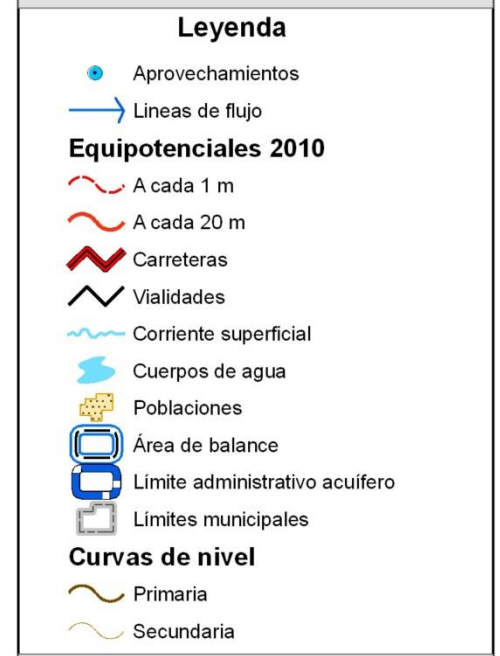 Leyenda
Aprovechamientos
Lineas de flujo
Equipotenciales 2010
A cada 1 m
A cada 20 m
Carreteras
Vialidades
Corriente superficial
Cuerpos de agua
Poblaciones
Área de balance
Límite administrativo acuífero
Límites municipales
Curvas de nivel
Primaria
Secundaria